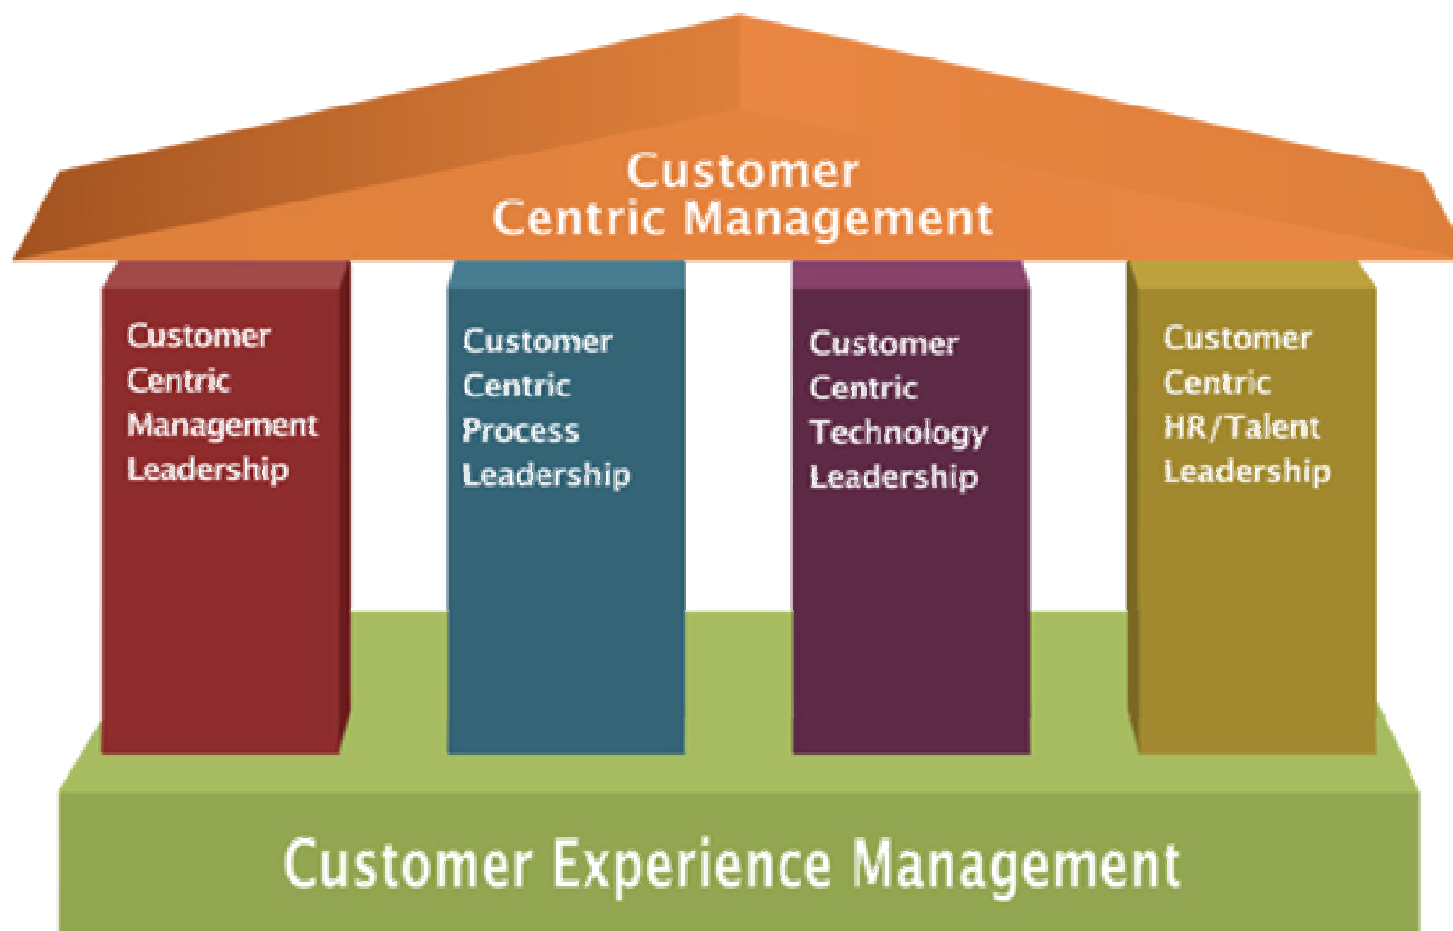 Customer
Centric Management
Customer
Centric
Management
Leadership
Customer
Centric
Process
Leadership
Customer
Centric
Technology
Leadership
Customer
Centric
HR/Talent
Leadership
Customer Experience Management